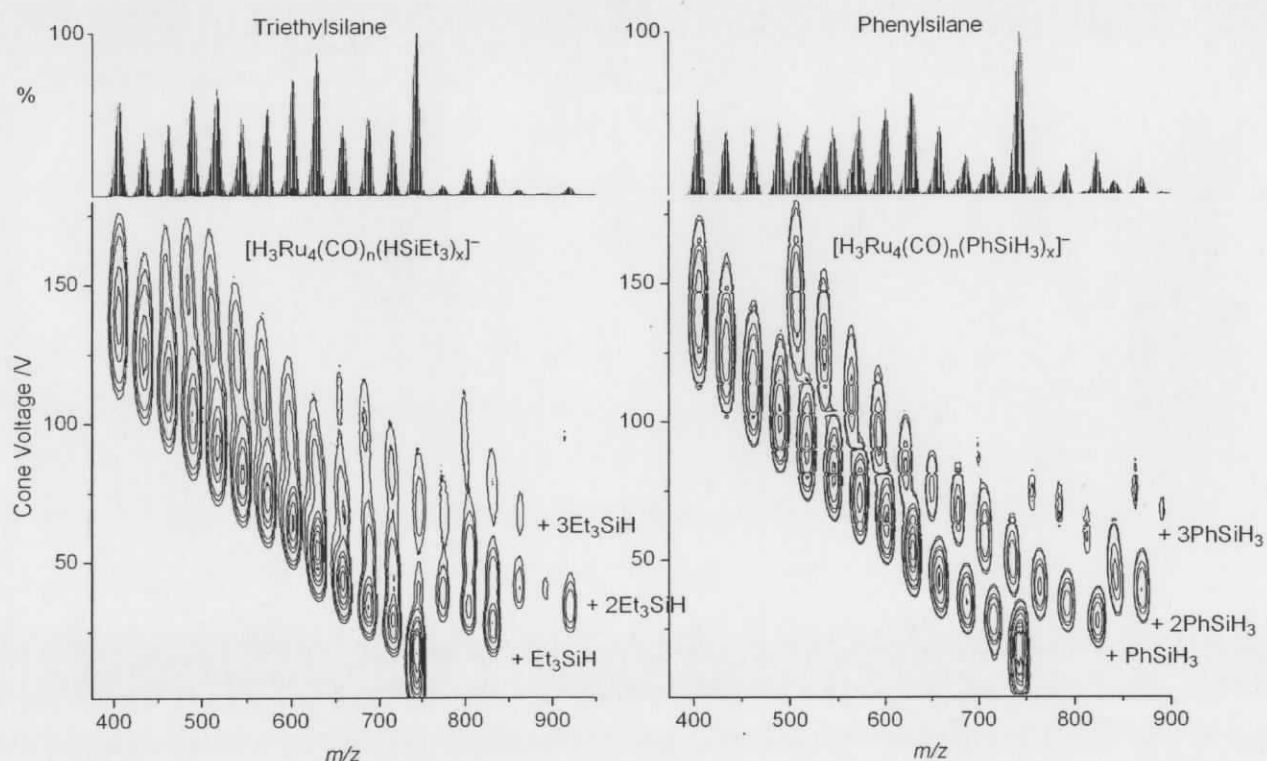 Triethylsilane
100
%
[H₃Ru₄(CO)ₙ(HSiEt₃)ₓ]⁻
150
100
50
Cone Voltage /V
+ 3Et₃SiH
+ 2Et₃SiH
+ Et₃SiH
400 500 600 700 800 900
m/z
Phenylsilane
100
[H₃Ru₄(CO)ₙ(PhSiH₃)ₓ]⁻
150
100
50
+ 3PhSiH₃
+ 2PhSiH₃
+ PhSiH₃
400 500 600 700 800 900
m/z